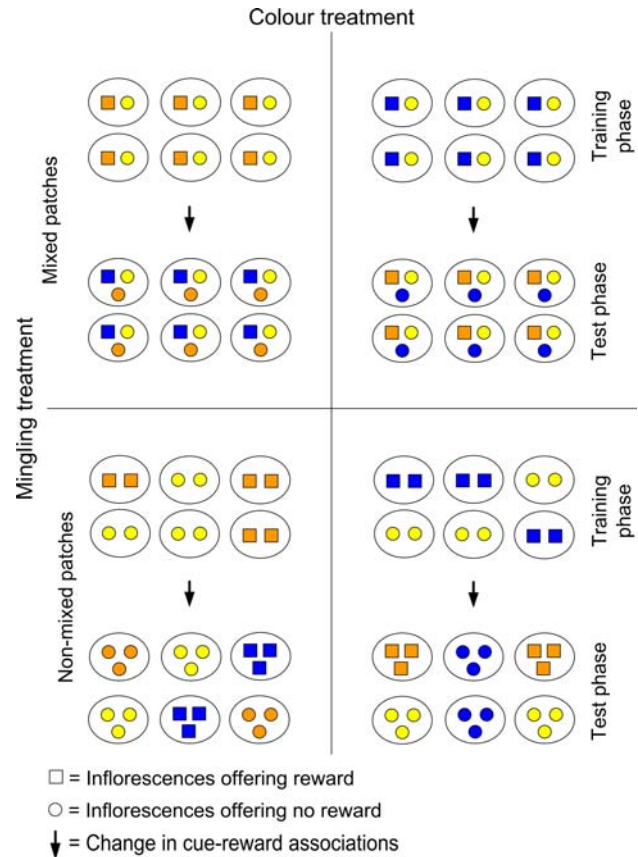 Colour treatment
Mingling treatment
Mixed patches
Training phase
Test phase
Non-mixed patches
Training phase
Test phase
= Inflorescences offering reward
= Inflorescences offering no reward
= Change in cue-reward associations